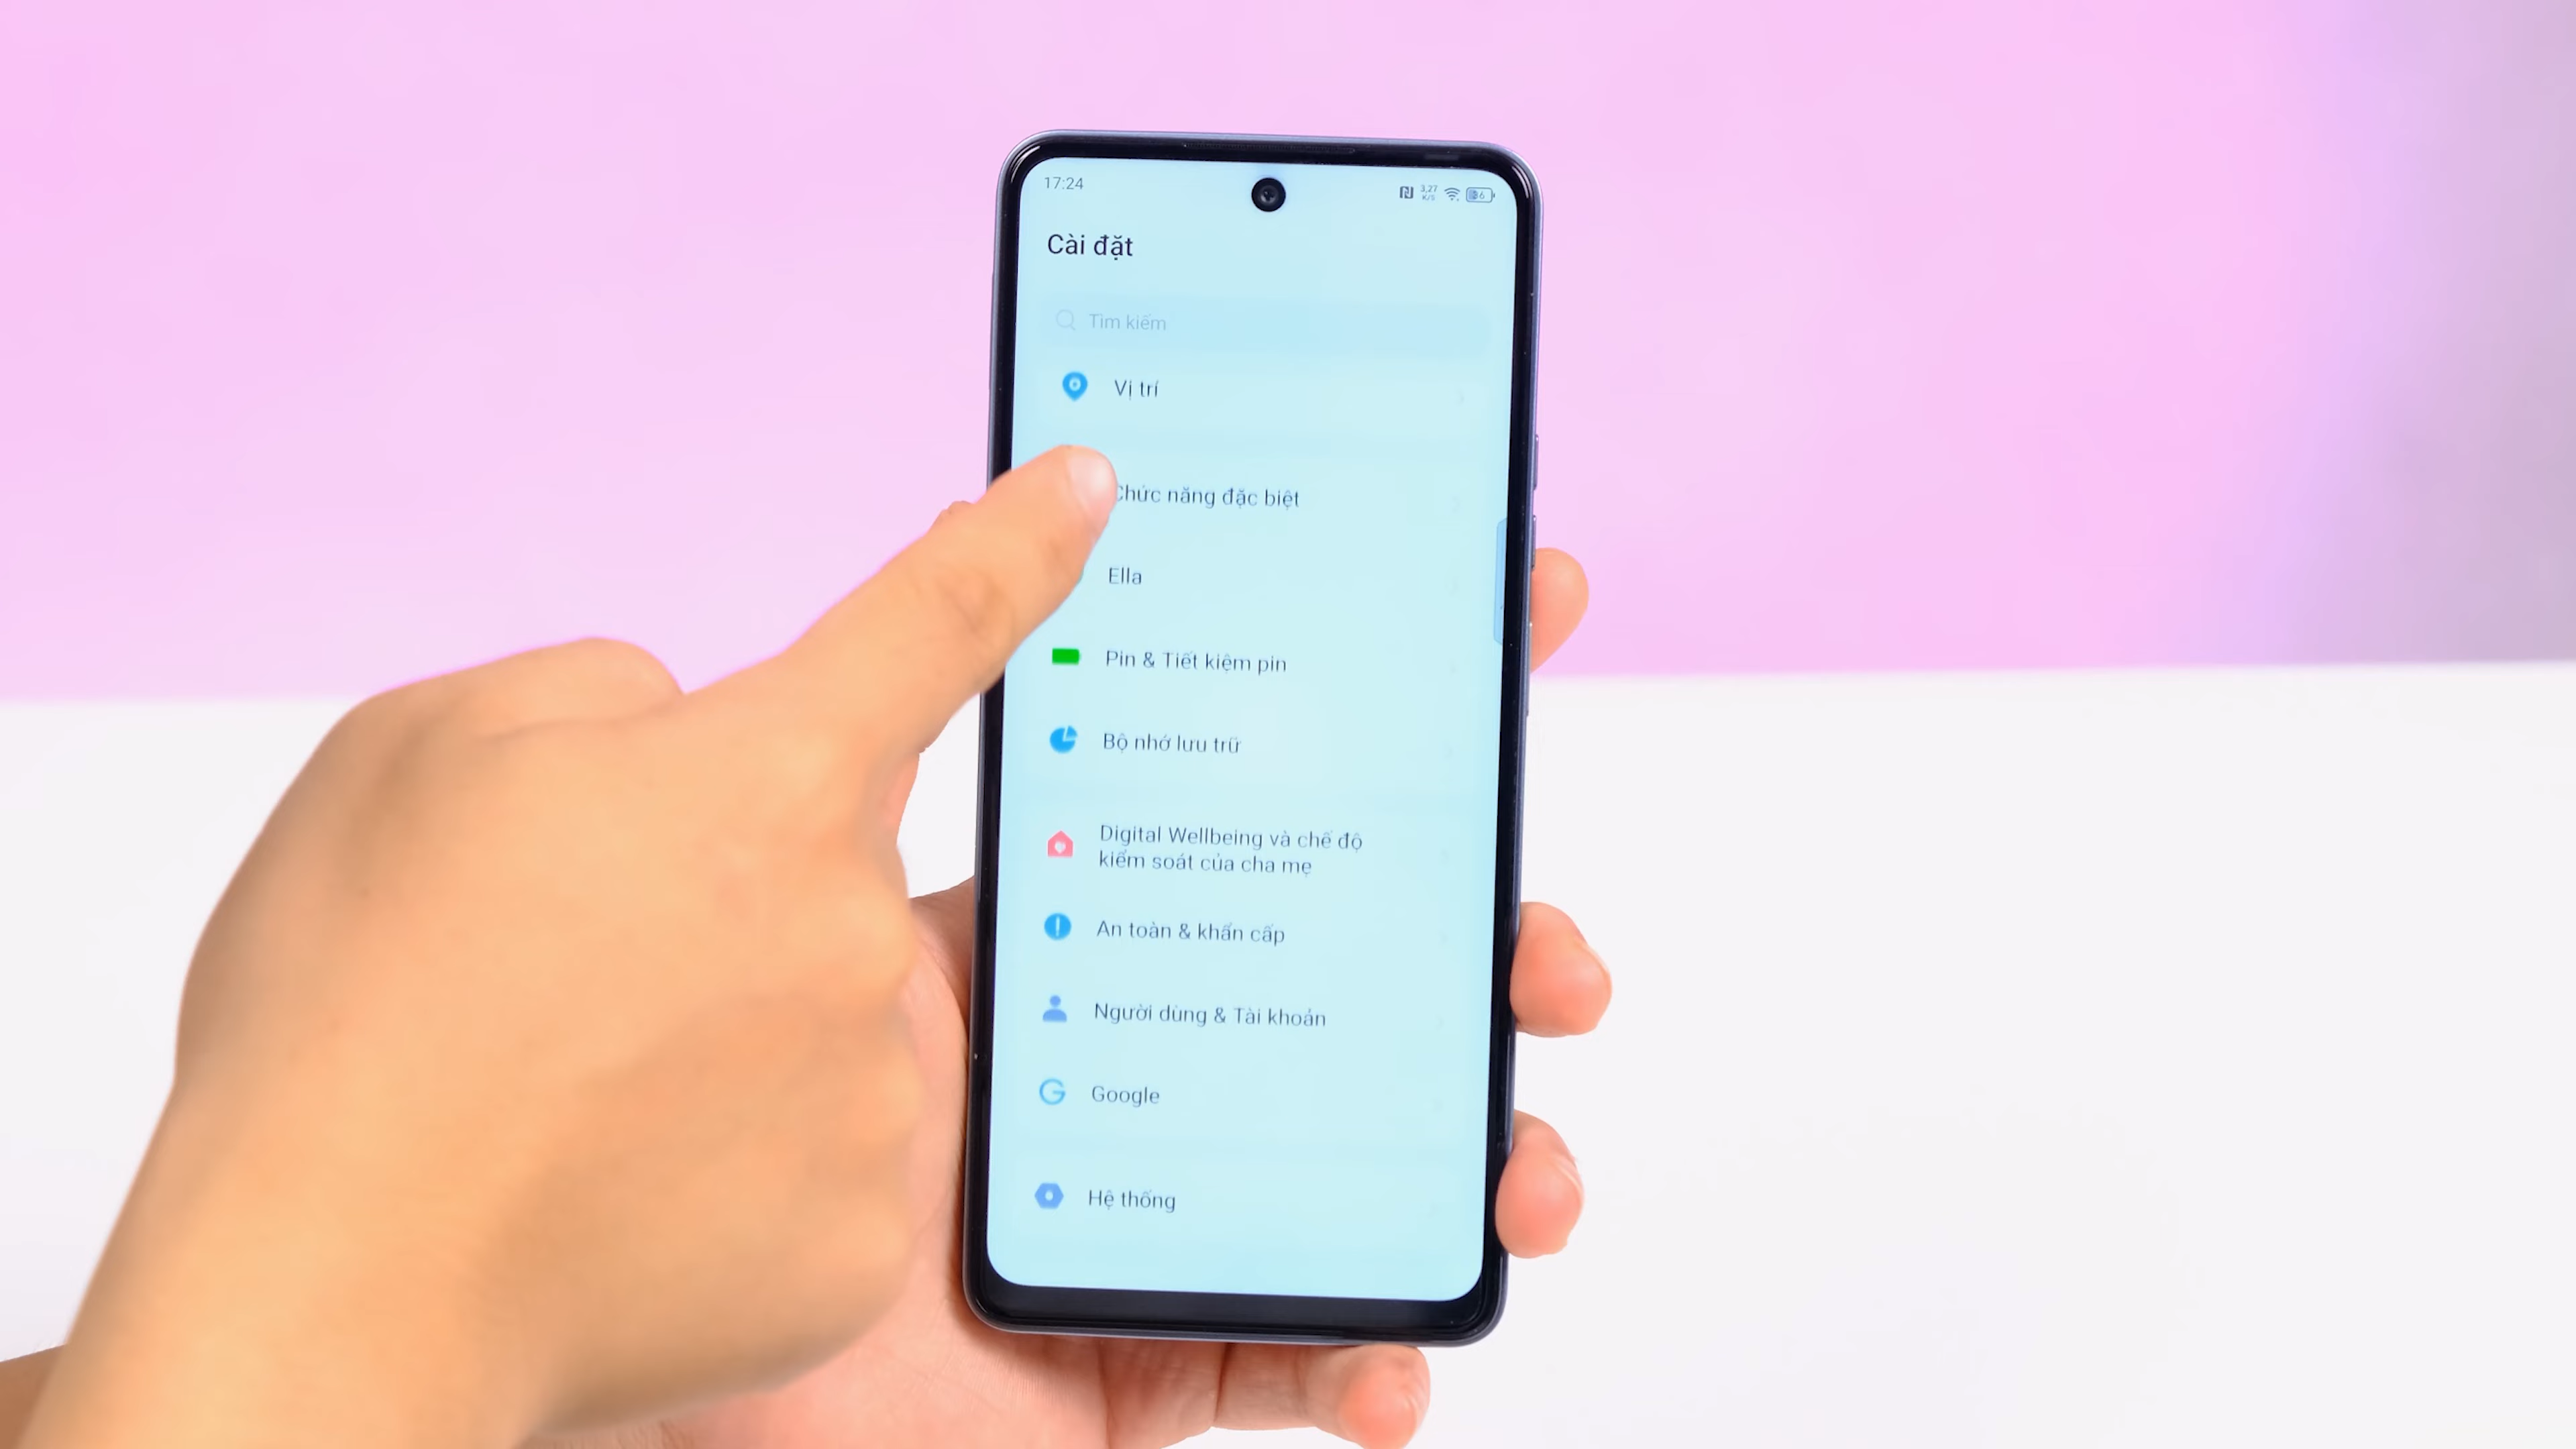 17:24
3,27
K/S
Cài đặt
Tìm kiếm
Vị trí
Chức năng đặc biệt
Ella
Pin & Tiết kiệm pin
Bộ nhớ lưu trữ
Digital Wellbeing và chế độ
kiểm soát của cha mẹ
An toàn & khẩn cấp
Người dùng & Tài khoản
Google
Hệ thống